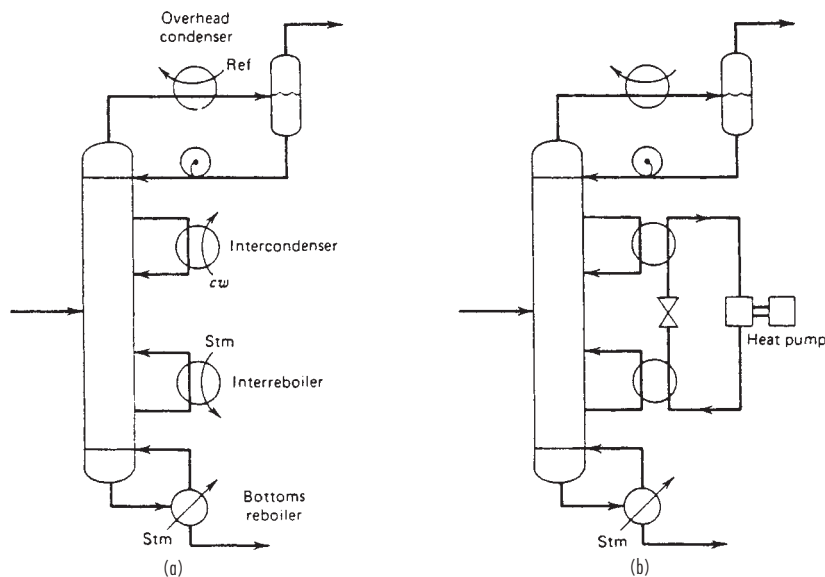 Overhead
condenser
Ref
Intercondenser
cw
Stm
Interreboiler
Bottoms
reboiler
Stm
(a)
Heat pump
Stm
(b)